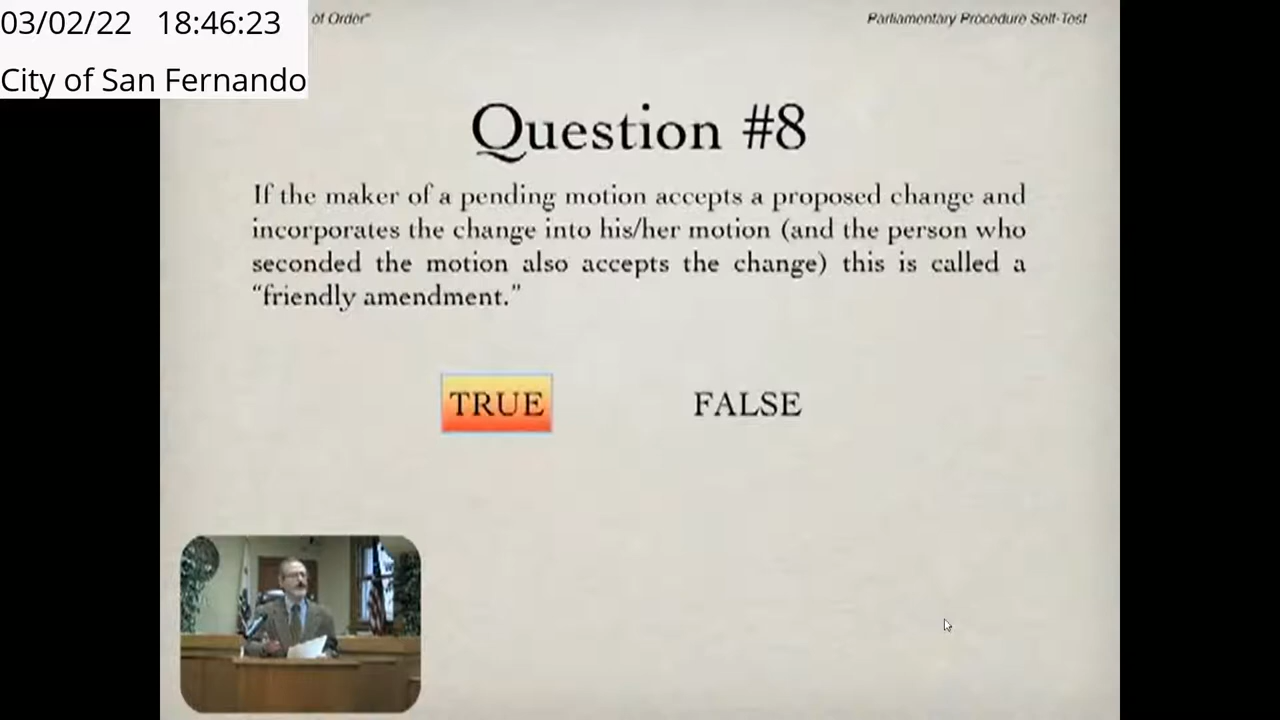 03/02/22 18:46:23
City of San Fernando
of Order"
Parliamentary Procedure Self-Test
Question #8
If the maker of a pending motion accepts a proposed change and
incorporates the change into his/her motion (and the person who
seconded the motion also accepts the change) this is called a
“friendly amendment.”
TRUE FALSE